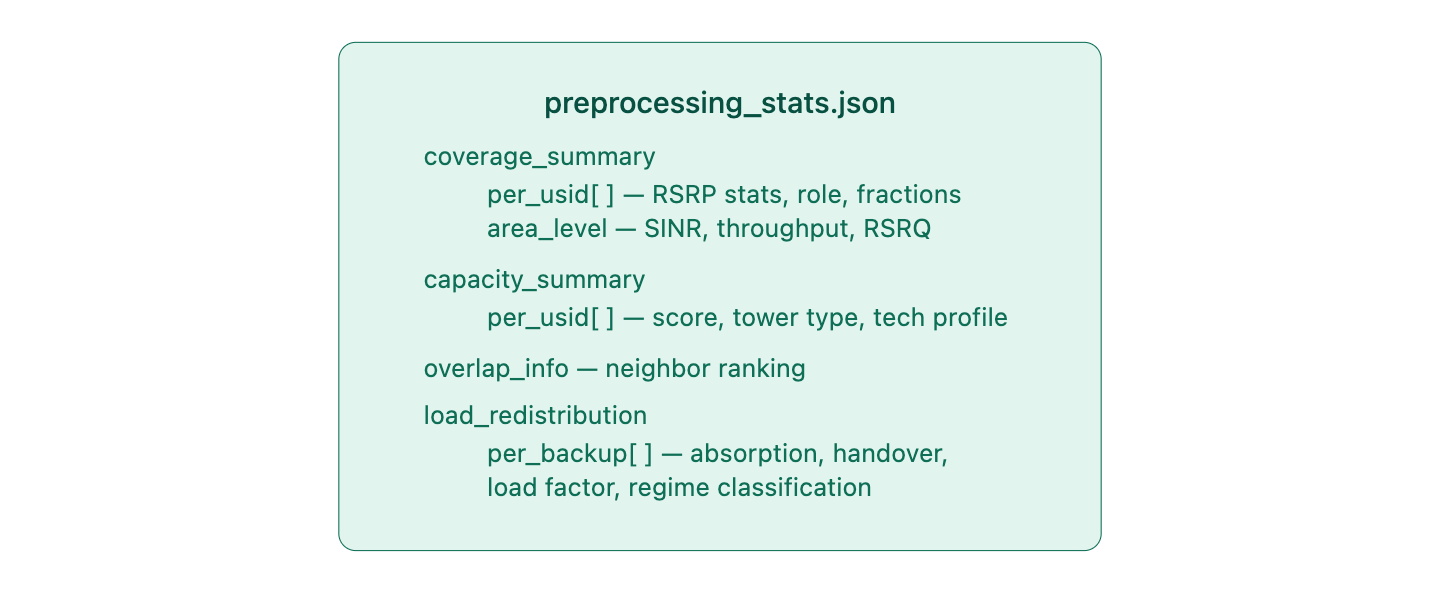 preprocessing_stats.json
coverage_summary
per_usid[ ] — RSRP stats, role, fractions
area_level — SINR, throughput, RSRQ
capacity_summary
per_usid[ ] — score, tower type, tech profile
overlap_info — neighbor ranking
load_redistribution
per_backup[ ] — absorption, handover,
load factor, regime classification